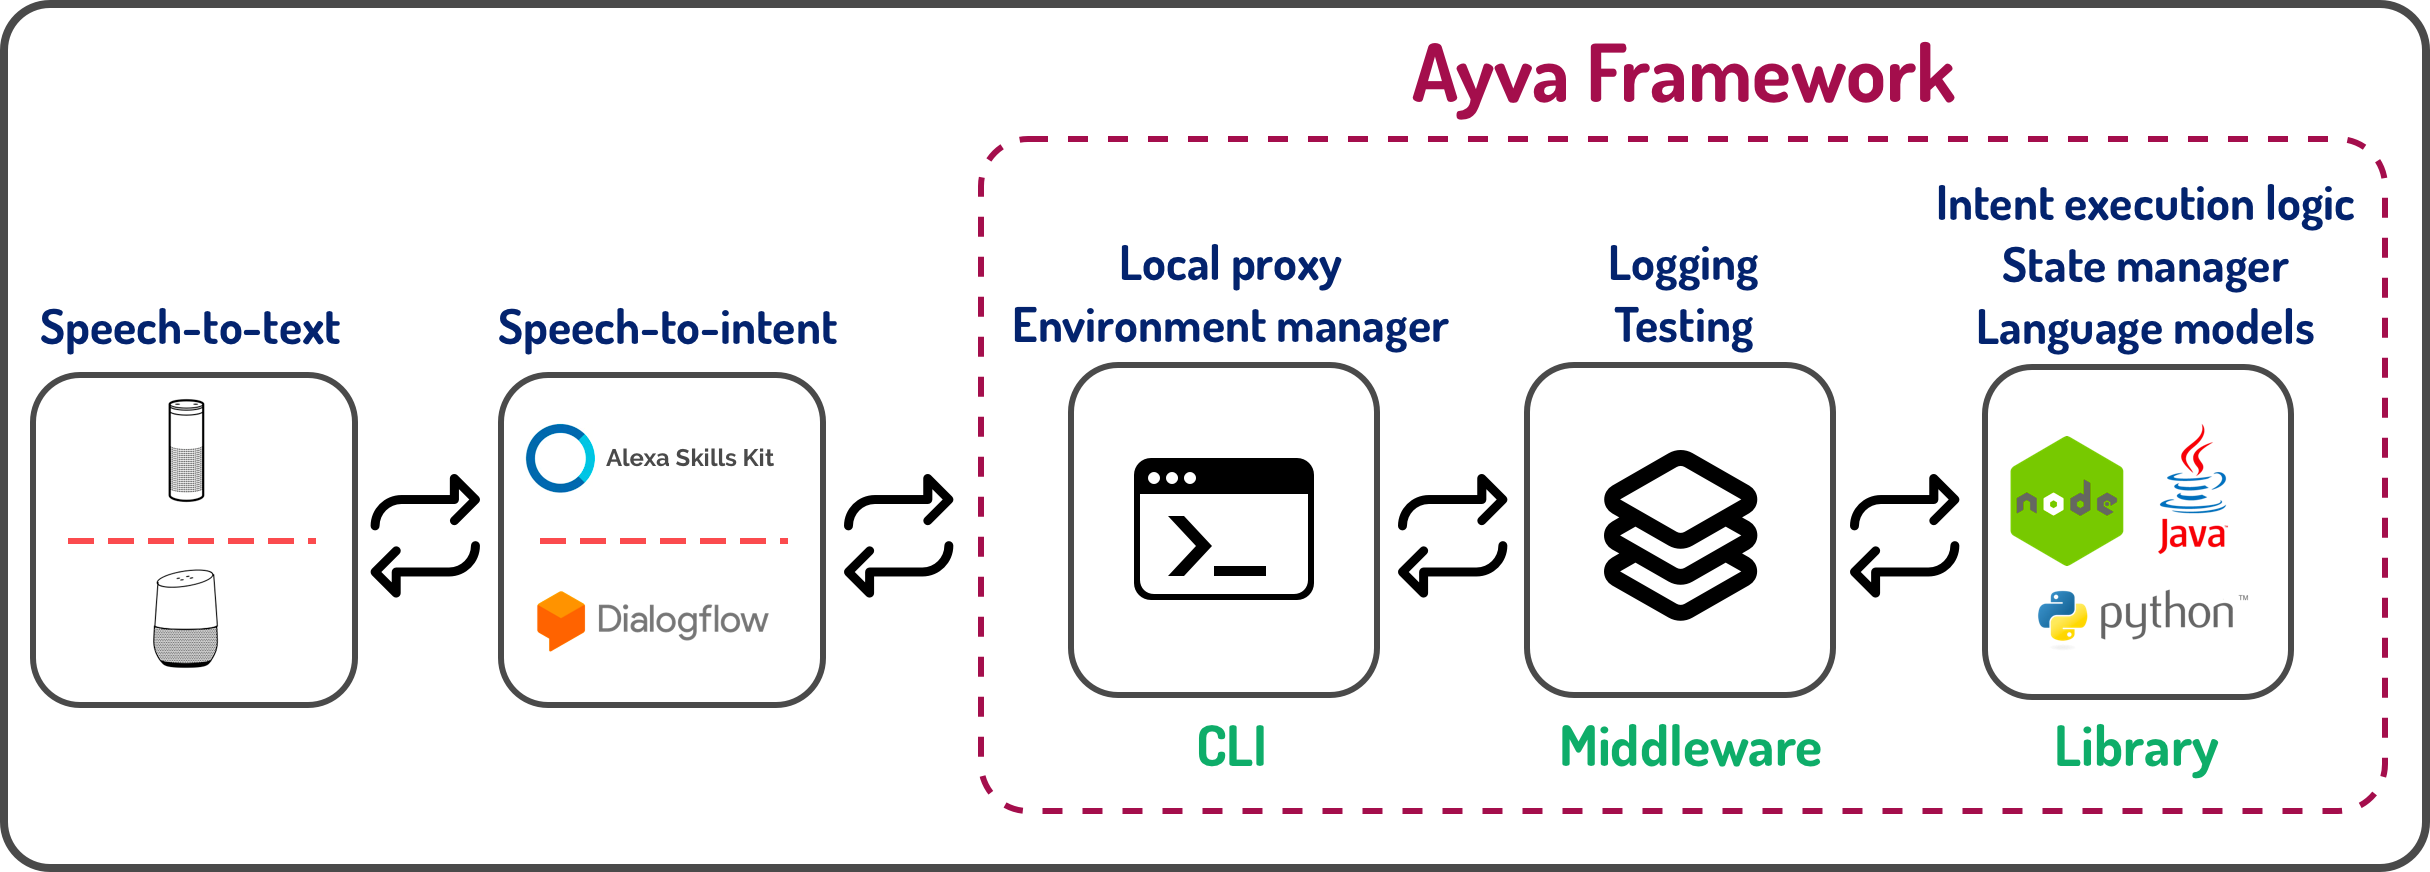 Ayva Framework
Speech-to-text
Speech-to-intent
Alexa Skills Kit
Dialogflow
Local proxy
Environment manager
CLI
Logging
Testing
Middleware
Intent execution logic
State manager
Language models
node
Java
python™
Library